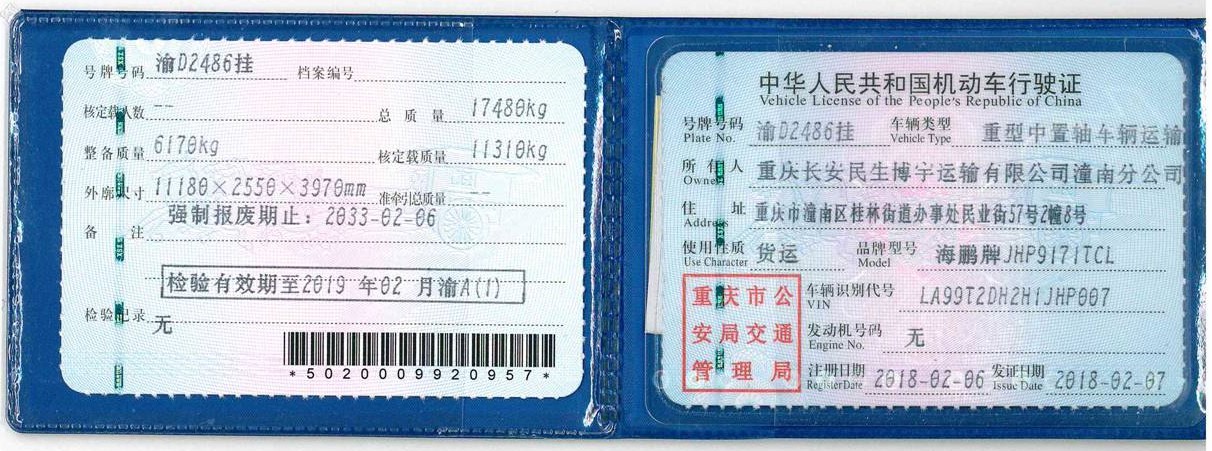 号牌号码 渝D2486挂 档案编号
核定载人数 -- 总质量 17480kg
整备质量 6170kg 核定载质量 11310kg
外廓尺寸 11180×2550×3970mm 准牵引总质量 --
强制报废期止：2033-02-06
备注
检验有效期至2019年02月渝A(1)
检验记录 无
*5020009920957*
中华人民共和国机动车行驶证
Vehicle License of the People's Republic of China
号牌号码 渝D2486挂 车辆类型 重型中置轴车辆运输
Plate No. Vehicle Type
所有人 重庆长安民生博宇运输有限公司潼南分公司
Owner
住址 重庆市潼南区桂林街道办事处民业街57号2幢8号
Address
使用性质 货运 品牌型号 海鹏牌JHP9171TCL
Use Character Model
重庆市公安局交通管理局
车辆识别代号 LA99T2DH2H1JHP007
VIN
发动机号码 无
Engine No.
注册日期 2018-02-06 发证日期 2018-02-07
Register Date Issue Date